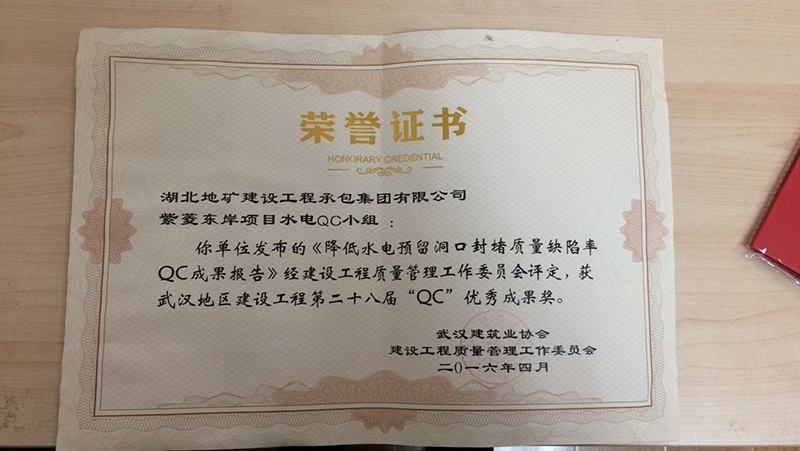 荣誉证书
HONORARY CREDENTIAL
湖北地矿建设工程承包集团有限公司
紫菱东岸项目水电QC小组：
你单位发布的《降低水电预留洞口封堵质量缺陷率
QC成果报告》经建设工程质量管理工作委员会评定，获
武汉地区建设工程第二十八届“QC”优秀成果奖。
武汉建筑业协会
建设工程质量管理工作委员会
二〇一六年四月